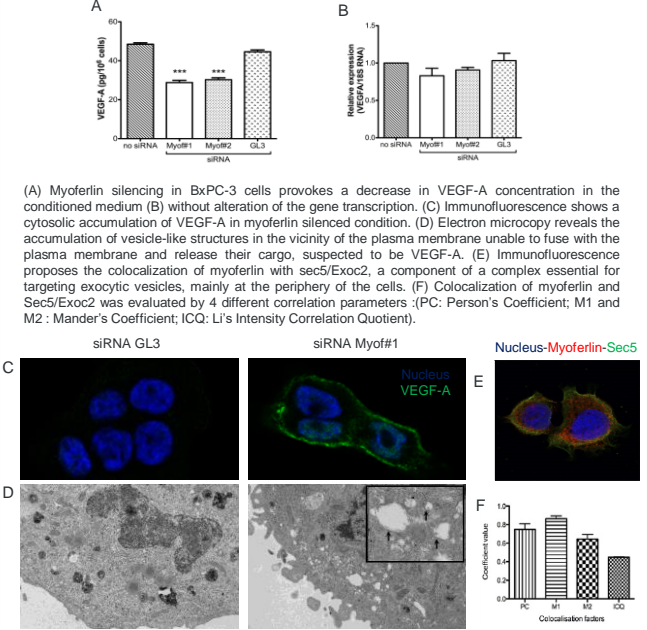 A
60
40
20
0
VEGF-A (pg/10⁶ cells)
***
***
no siRNA Myof#1 Myof#2 GL3
siRNA
B
1.5
1.0
0.5
0.0
Relative expression
(VEGFA/18S RNA)
no siRNA Myof#1 Myof#2 GL3
siRNA
(A) Myoferlin silencing in BxPC-3 cells provokes a decrease in VEGF-A concentration in the
conditioned medium (B) without alteration of the gene transcription. (C) Immunofluorescence shows a
cytosolic accumulation of VEGF-A in myoferlin silenced condition. (D) Electron microcopy reveals the
accumulation of vesicle-like structures in the vicinity of the plasma membrane unable to fuse with the
plasma membrane and release their cargo, suspected to be VEGF-A. (E) Immunofluorescence
proposes the colocalization of myoferlin with sec5/Exoc2, a component of a complex essential for
targeting exocytic vesicles, mainly at the periphery of the cells. (F) Colocalization of myoferlin and
Sec5/Exoc2 was evaluated by 4 different correlation parameters :(PC: Person's Coefficient; M1 and
M2 : Mander's Coefficient; ICQ: Li's Intensity Correlation Quotient).
siRNA GL3
siRNA Myof#1
C
Nucleus
VEGF-A
Nucleus-Myoferlin-Sec5
E
D
F
1.0
0.8
0.6
0.4
0.2
0.0
Coefficient value
PC M1 M2 ICQ
Colocalisation factors